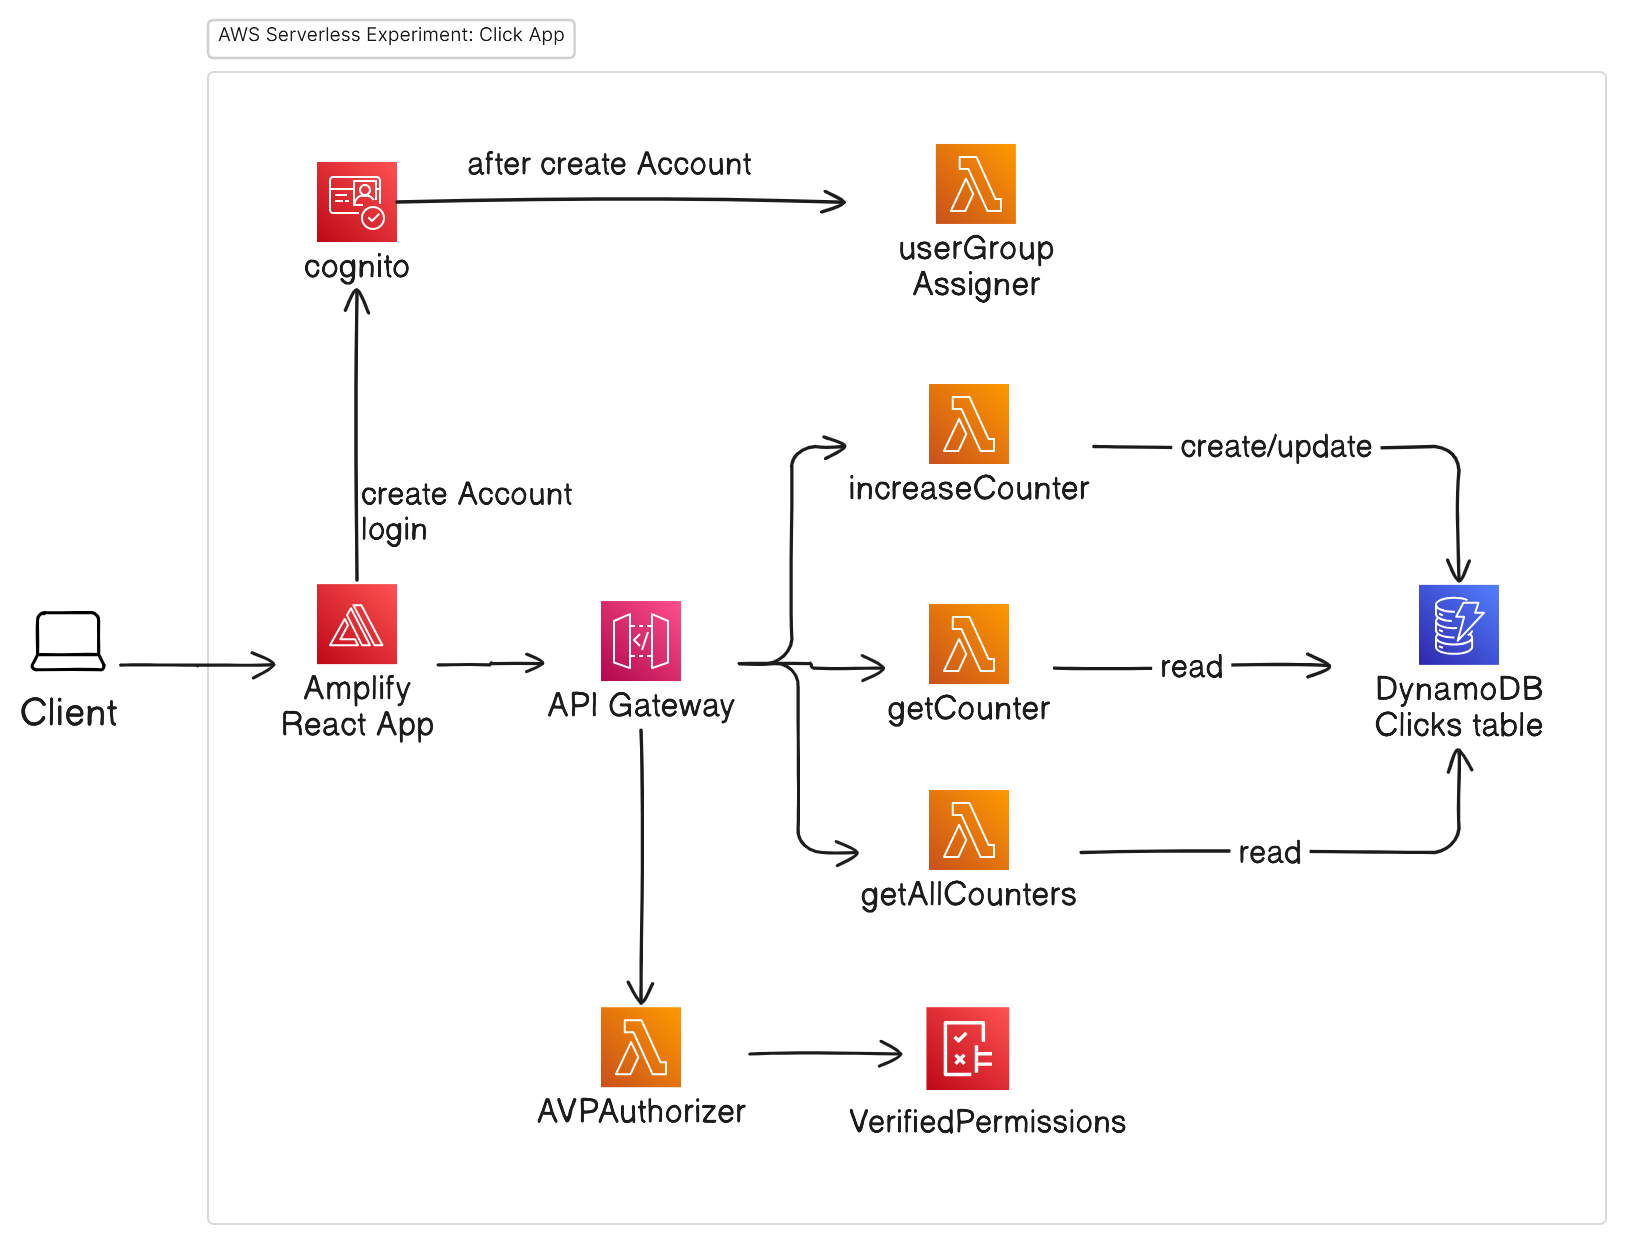 AWS Serverless Experiment: Click App
after create Account
cognito
userGroup
Assigner
create Account
login
increaseCounter
create/update
Client
Amplify
React App
API Gateway
getCounter
read
DynamoDB
Clicks table
getAllCounters
read
AVPAuthorizer
VerifiedPermissions